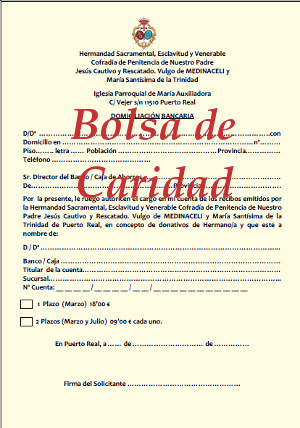 Hermandad Sacramental, Esclavitud y Venerable
Cofradía de Penitencia de Nuestro Padre
Jesús Cautivo y Rescatado. Vulgo de MEDINACELI y
María Santísima de la Trinidad
Iglesia Parroquial de María Auxiliadora
C/ Vejer s/n 11510 Puerto Real
DOMICILIACIÓN BANCARIA
Bolsa de
Caridad
D/Dª ..............................................con
Domicilio en ..............................................nº........
Piso....... letra ...... Población ....................Provincia............
Teléfono ..............................
Sr. Director del Banco / Caja de Ahorros..............................
De..............................Provincia..................
Por la presente, le ruego autoricen el cargo en mi cuenta de los recibos emitidos por
la Hermandad Sacramental, Esclavitud y Venerable Cofradía de Penitencia de Nuestro
Padre Jesús Cautivo y Rescatado. Vulgo de MEDINACELI y María Santísima de la
Trinidad de Puerto Real, en concepto de donativos de Hermano/a y que este a
nombre de:
D / Dª ..............................................
Banco / Caja ..............................................
Titular de la cuenta..............................................
Sucursal..............................................
Nº Cuenta: __ __ __ __ / __ __ __ __ / __ __ / __ __ __ __ __ __ __ __ __ __
1 Plazo (Marzo) 18'00 €
2 Plazos (Marzo y Julio) 09'00 € cada uno.
En Puerto Real, a ...... de .......................... de ..............
Firma del Solicitante ....................................